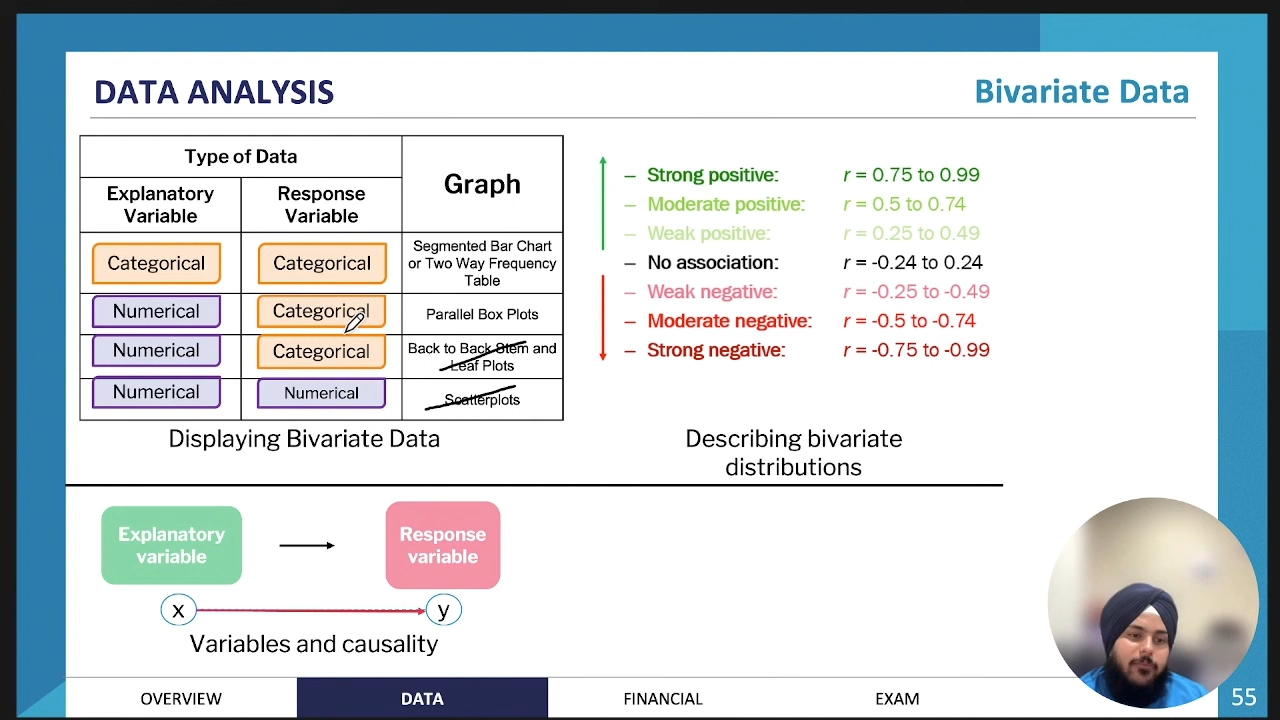 DATA ANALYSIS
Bivariate Data
Type of Data
Graph
Explanatory
Variable
Response
Variable
Categorical
Categorical
Segmented Bar Chart
or Two Way Frequency
Table
Numerical
Categorical
Parallel Box Plots
Numerical
Categorical
Back to Back Stem and
Leaf Plots
Numerical
Numerical
Scatterplots
Displaying Bivariate Data
– Strong positive: r = 0.75 to 0.99
– Moderate positive: r = 0.5 to 0.74
– Weak positive: r = 0.25 to 0.49
– No association: r = -0.24 to 0.24
– Weak negative: r = -0.25 to -0.49
– Moderate negative: r = -0.5 to -0.74
– Strong negative: r = -0.75 to -0.99
Describing bivariate
distributions
Explanatory
variable
Response
variable
x
y
Variables and causality
OVERVIEW
DATA
FINANCIAL
EXAM
55